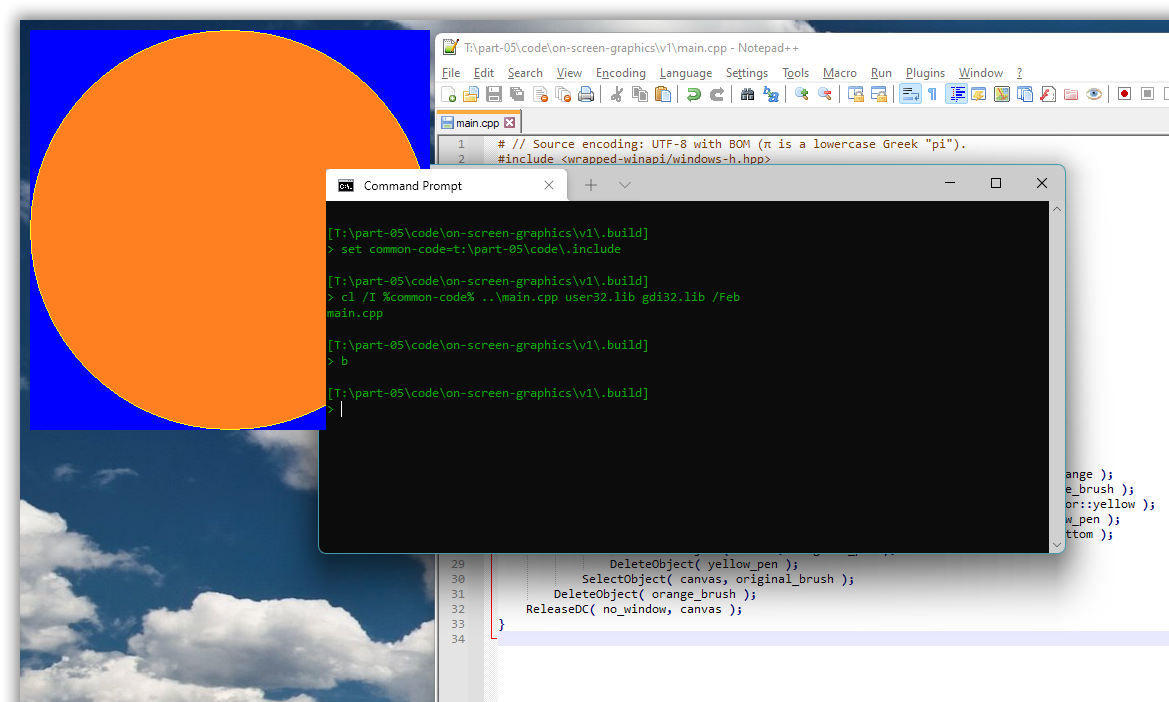 T:\part-05\code\on-screen-graphics\v1\main.cpp - Notepad++
File Edit Search View Encoding Language Settings Tools Macro Run Plugins Window ?
main.cpp
1 # // Source encoding: UTF-8 with BOM (π is a lowercase Greek "pi").
2 #include <wrapped-winapi/windows-h.hpp>
Command Prompt
[T:\part-05\code\on-screen-graphics\v1\.build]
> set common-code=t:\part-05\code\.include
[T:\part-05\code\on-screen-graphics\v1\.build]
> cl /I %common-code% ..\main.cpp user32.lib gdi32.lib /Feb
main.cpp
[T:\part-05\code\on-screen-graphics\v1\.build]
> b
[T:\part-05\code\on-screen-graphics\v1\.build]
>
ange );
e_brush );
or::yellow );
w_pen );
ttom );
29 DeleteObject( yellow_pen );
30 SelectObject( canvas, original_brush );
31 DeleteObject( orange_brush );
32 ReleaseDC( no_window, canvas );
33 }
34